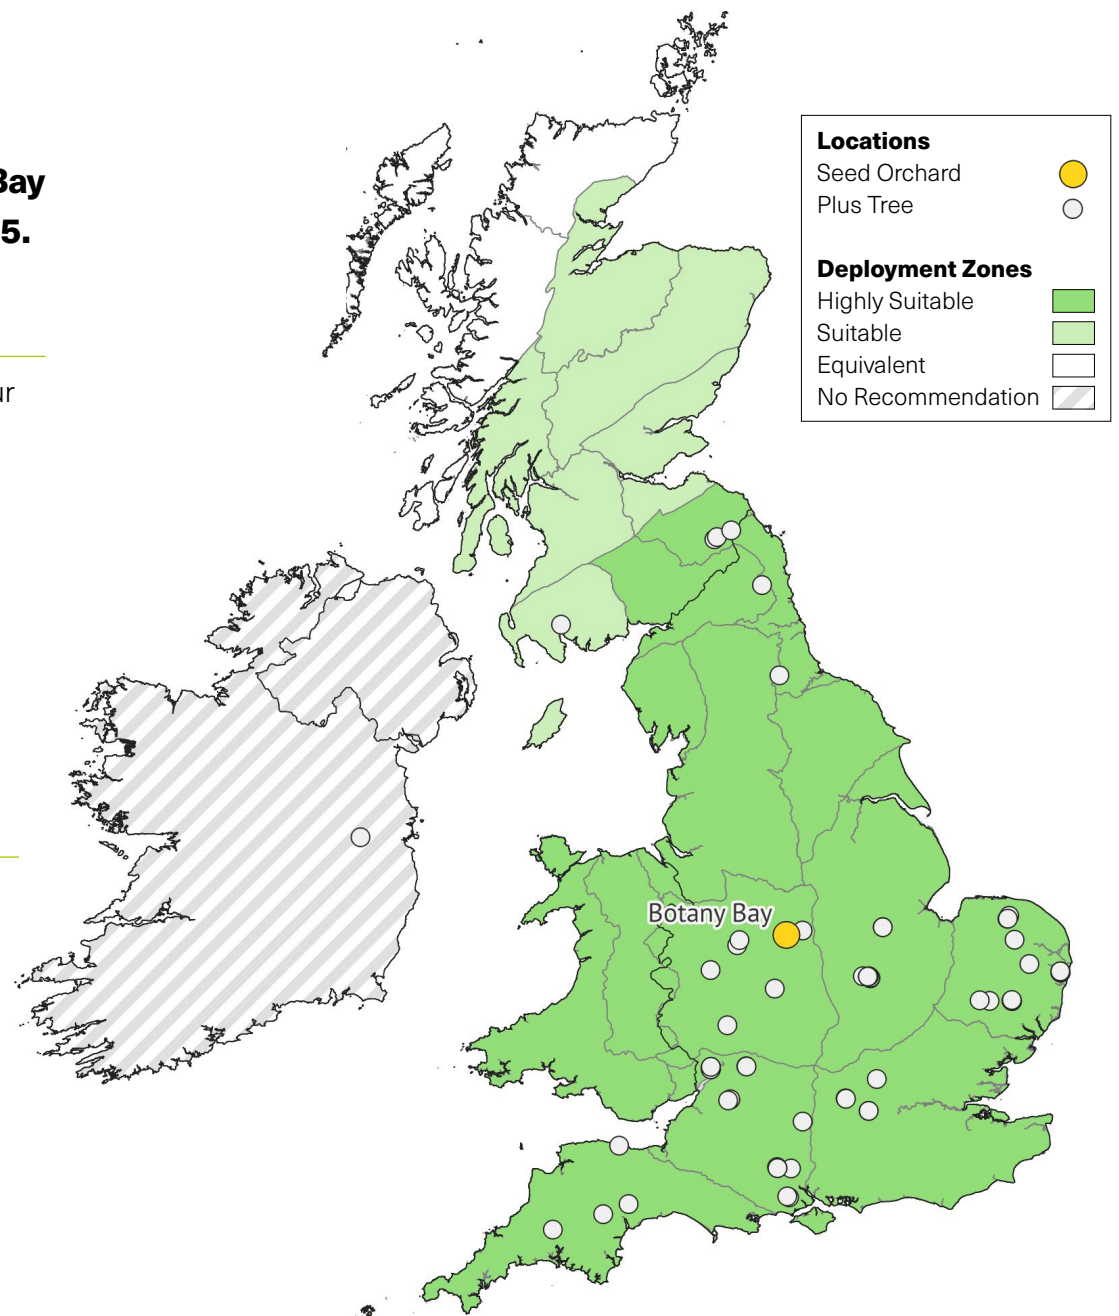 Bay
5.
ur
Locations
Seed Orchard
Plus Tree
Deployment Zones
Highly Suitable
Suitable
Equivalent
No Recommendation
Botany Bay